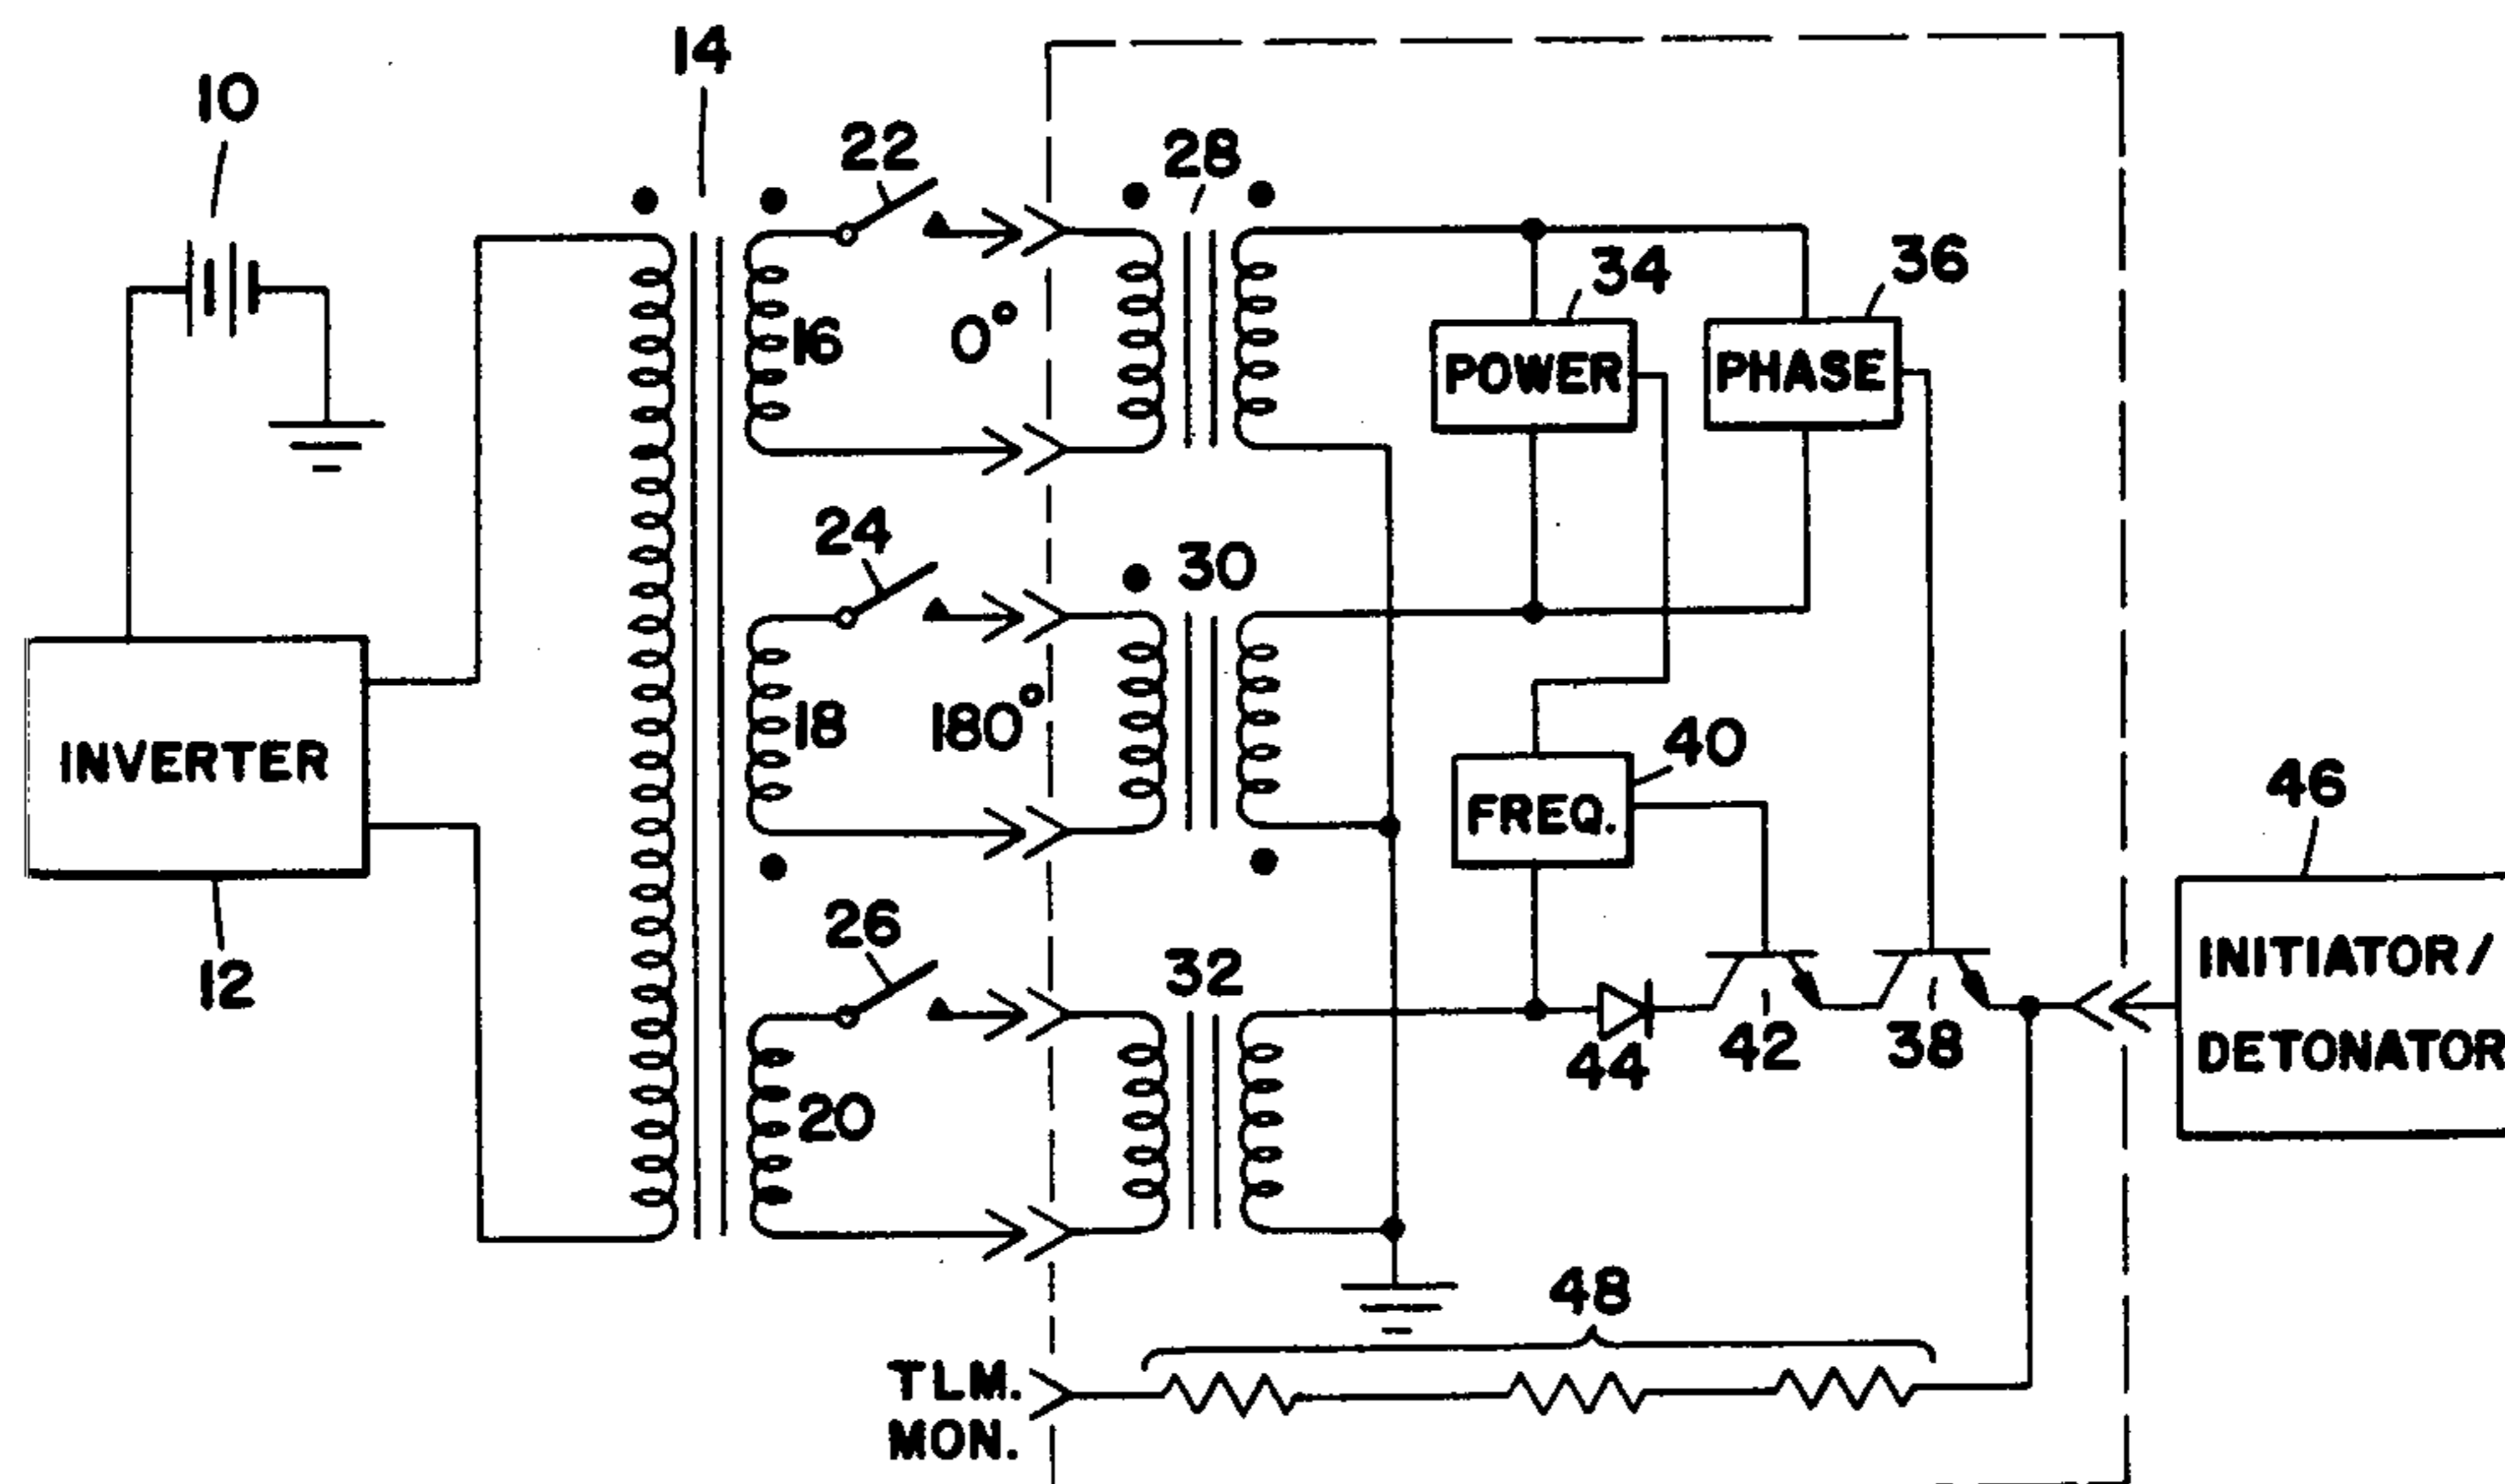 14
10
22
28
34
36
16
0°
POWER
PHASE
24
30
18
180°
40
INVERTER
FREQ.
46
26
32
12
INITIATOR/
DETONATOR
44
42
38
20
48
TLM.
MON.